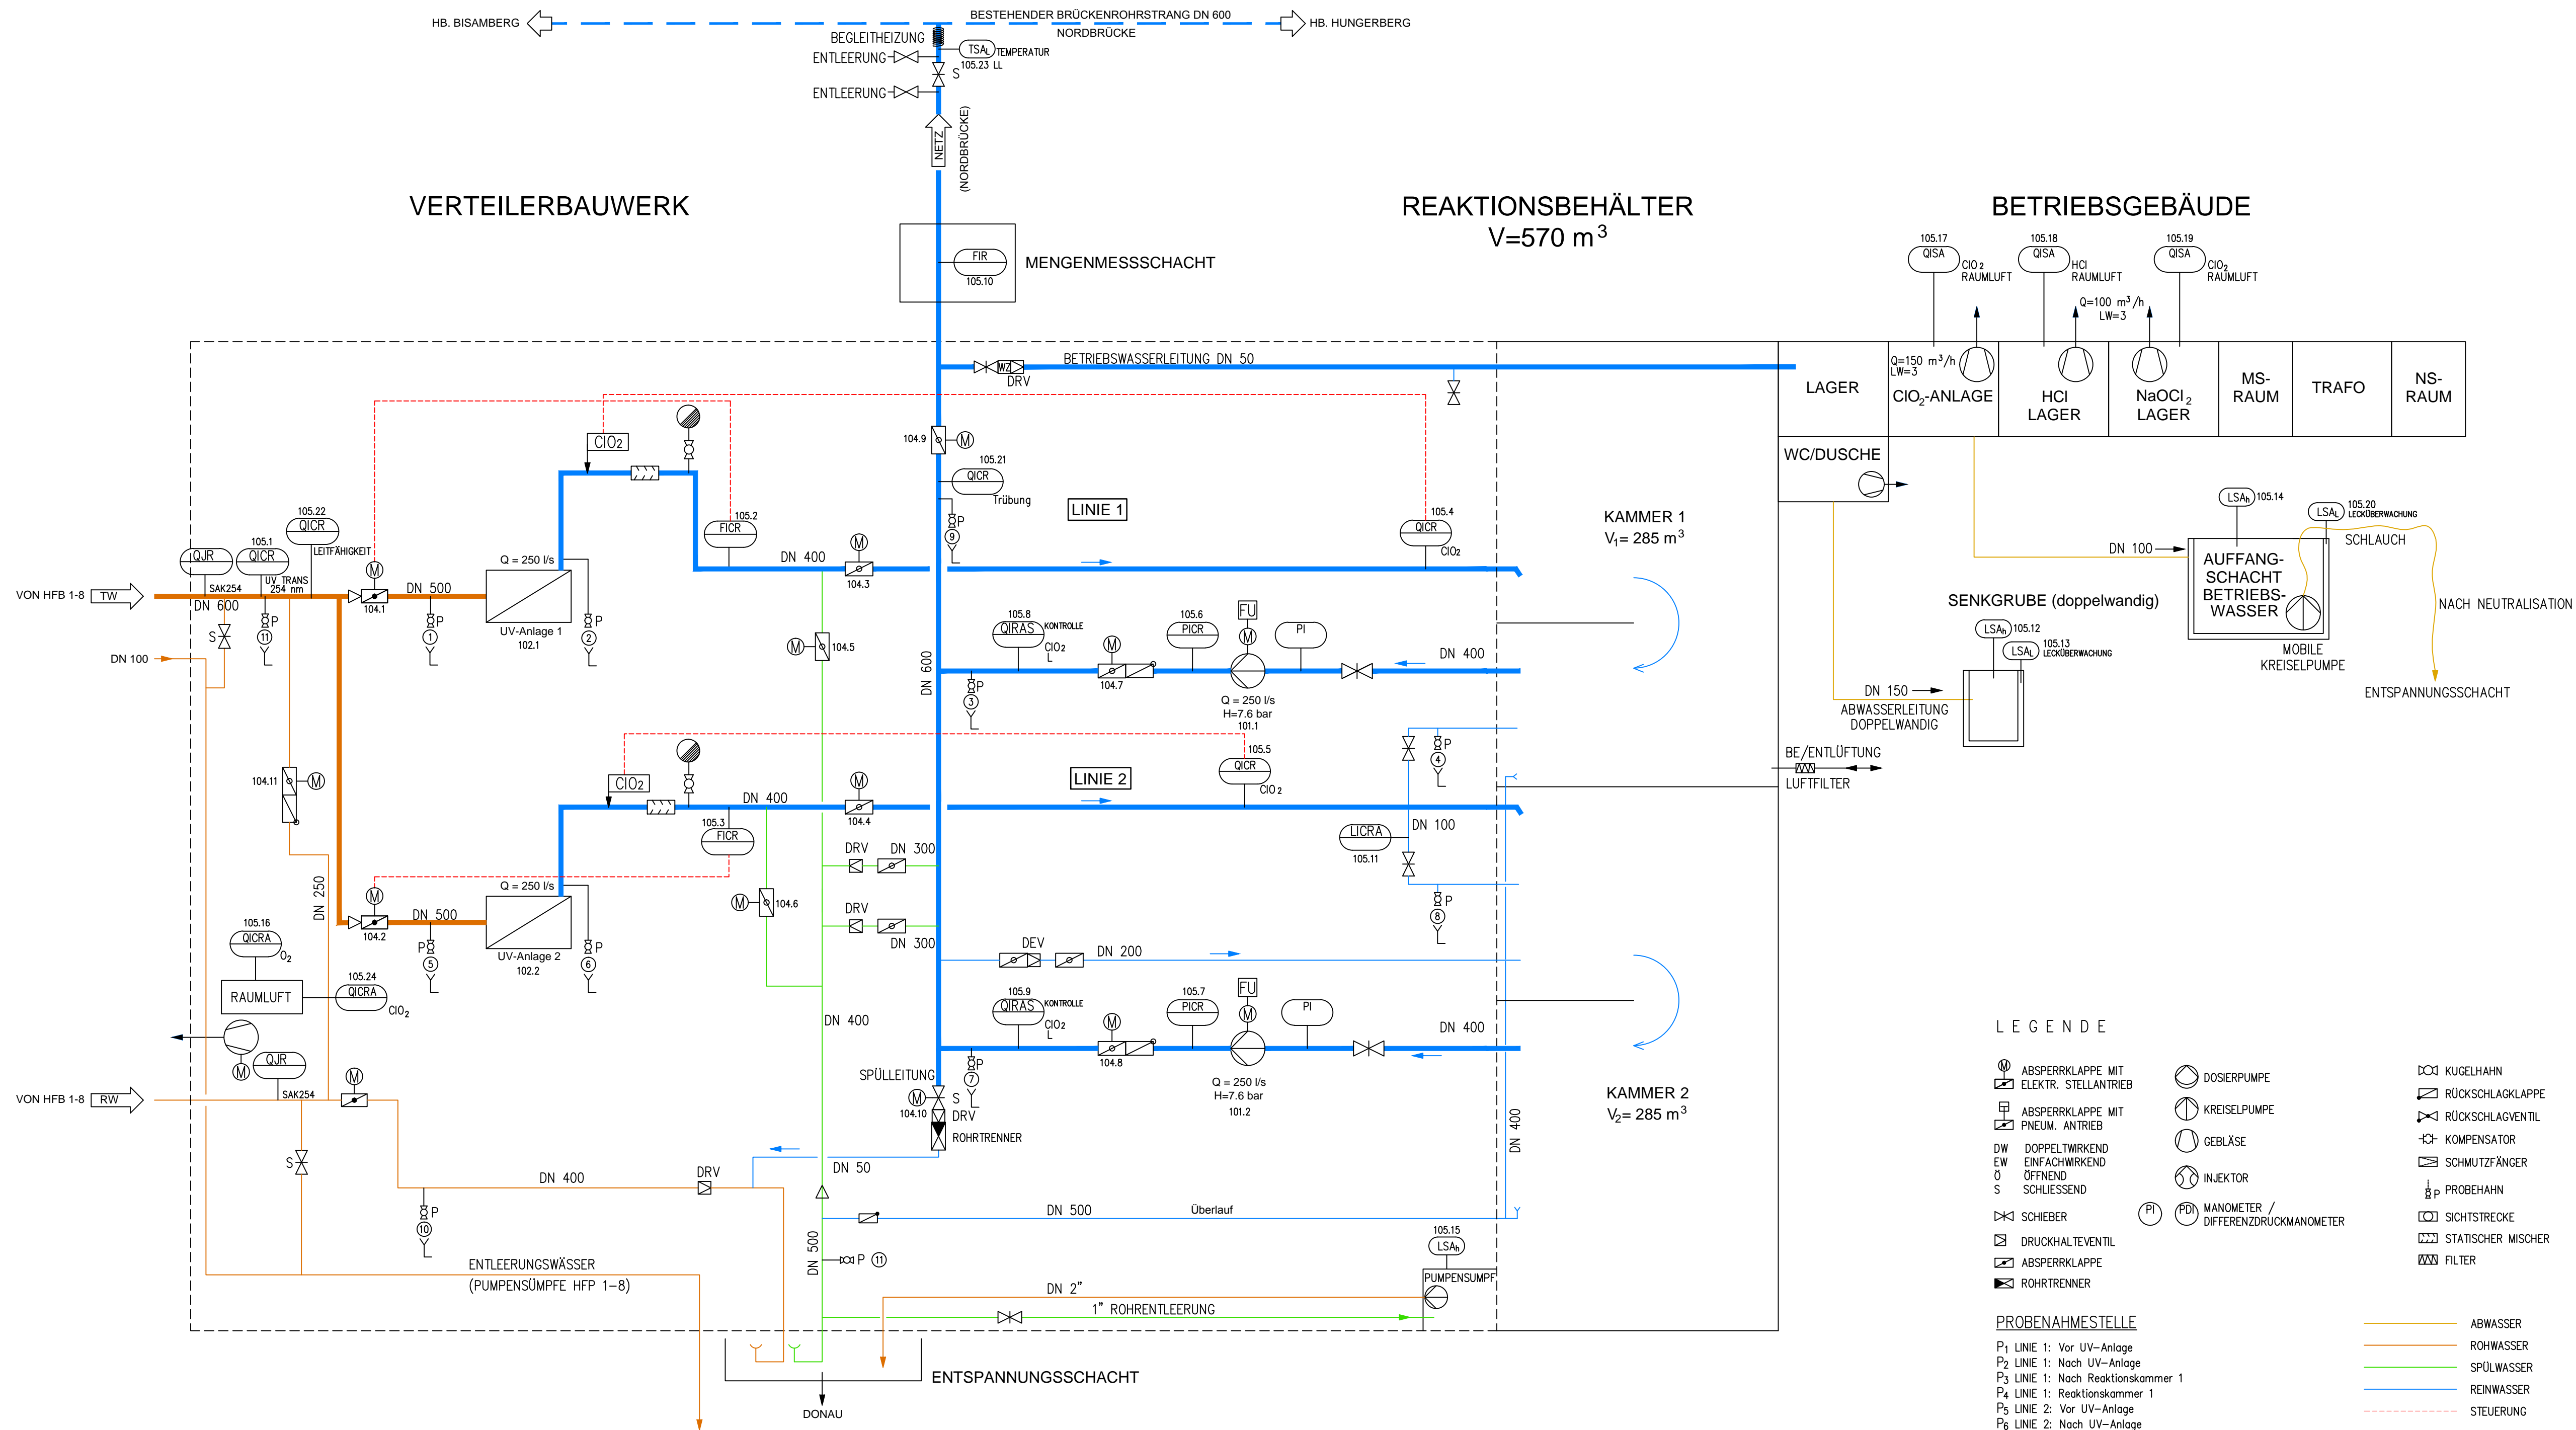 HB. BISAMBERG
BESTEHENDER BRÜCKENROHRSTRANG DN 600
NORDBRÜCKE
HB. HUNGERBERG
BEGLEITHEIZUNG
TSAL TEMPERATUR
105.23 LL
ENTLEERUNG
S
ENTLEERUNG
NETZ
(NORDBRÜCKE)
VERTEILERBAUWERK
REAKTIONSBEHÄLTER
V=570 m³
BETRIEBSGEBÄUDE
FIR
105.10
MENGENMESSSCHACHT
105.17
QISA
ClO₂
RAUMLUFT
105.18
QISA
HCl
RAUMLUFT
105.19
QISA
ClO₂
RAUMLUFT
Q=100 m³/h
LW=3
BETRIEBSWASSERLEITUNG DN 50
WZ
DRV
LAGER
Q=150 m³/h
LW=3
ClO₂-ANLAGE
HCl
LAGER
NaOCl₂
LAGER
MS-
RAUM
TRAFO
NS-
RAUM
WC/DUSCHE
ClO₂
104.9
M
105.21
QICR
Trübung
P
9
LINIE 1
105.2
FICR
105.4
QICR
ClO₂
KAMMER 1
V₁= 285 m³
105.22
QICR
LEITFÄHIGKEIT
QJR
SAK254
105.1
QICR
UV TRANS
254 nm
M
104.1
DN 500
Q = 250 l/s
UV-Anlage 1
102.1
DN 400
M
104.3
VON HFB 1-8
TW
DN 600
S
P
11
P
1
P
2
DN 100
M
104.5
DN 600
105.8
QIRAS
KONTROLLE
ClO₂
L
M
104.7
105.6
PICR
FU
M
PI
DN 400
P
3
Q = 250 l/s
H=7.6 bar
101.1
LSAh
105.14
LSAL
105.20
LECKÜBERWACHUNG
SCHLAUCH
DN 100
AUFFANG-
SCHACHT
BETRIEBS-
WASSER
MOBILE
KREISELPUMPE
NACH NEUTRALISATION
ENTSPANNUNGSSCHACHT
SENKGRUBE (doppelwandig)
LSAh
105.12
LSAL
105.13
LECKÜBERWACHUNG
DN 150
ABWASSERLEITUNG
DOPPELWANDIG
BE/ENTLÜFTUNG
LUFTFILTER
104.11
M
ClO₂
LINIE 2
105.5
QICR
ClO₂
P
4
DN 400
M
104.4
105.3
FICR
LICRA
105.11
DN 100
DRV
DN 300
DRV
DN 300
P
8
DN 250
M
104.2
DN 500
Q = 250 l/s
UV-Anlage 2
102.2
P
5
P
6
M
104.6
105.16
QICRA
O₂
RAUMLUFT
105.24
QICRA
ClO₂
M
DEV
DN 200
DN 400
105.9
QIRAS
KONTROLLE
ClO₂
L
M
104.8
105.7
PICR
FU
M
PI
DN 400
P
7
Q = 250 l/s
H=7.6 bar
101.2
KAMMER 2
V₂= 285 m³
DN 400
VON HFB 1-8
RW
QJR
SAK254
M
S
SPÜLLEITUNG
M
S
104.10
DRV
ROHRTRENNER
DN 50
DN 400
DRV
P
10
DN 500
Überlauf
DN 500
P
11
105.15
LSAh
PUMPENSUMPF
DN 2"
1" ROHRENTLEERUNG
ENTLEERUNGSWÄSSER
(PUMPENSÜMPFE HFP 1-8)
ENTSPANNUNGSSCHACHT
DONAU
LEGENDE
M
ABSPERRKLAPPE MIT
ELEKTR. STELLANTRIEB
ABSPERRKLAPPE MIT
PNEUM. ANTRIEB
DW DOPPELTWIRKEND
EW EINFACHWIRKEND
Ö ÖFFNEND
S SCHLIESSEND
SCHIEBER
DRUCKHALTEVENTIL
ABSPERRKLAPPE
ROHRTRENNER
DOSIERPUMPE
KREISELPUMPE
GEBLÄSE
INJEKTOR
PI
PDI
MANOMETER /
DIFFERENZDRUCKMANOMETER
KUGELHAHN
RÜCKSCHLAGKLAPPE
RÜCKSCHLAGVENTIL
KOMPENSATOR
SCHMUTZFÄNGER
P PROBEHAHN
SICHTSTRECKE
STATISCHER MISCHER
FILTER
PROBENAHMESTELLE
P₁ LINIE 1: Vor UV-Anlage
P₂ LINIE 1: Nach UV-Anlage
P₃ LINIE 1: Nach Reaktionskammer 1
P₄ LINIE 1: Reaktionskammer 1
P₅ LINIE 2: Vor UV-Anlage
P₆ LINIE 2: Nach UV-Anlage
ABWASSER
ROHWASSER
SPÜLWASSER
REINWASSER
STEUERUNG